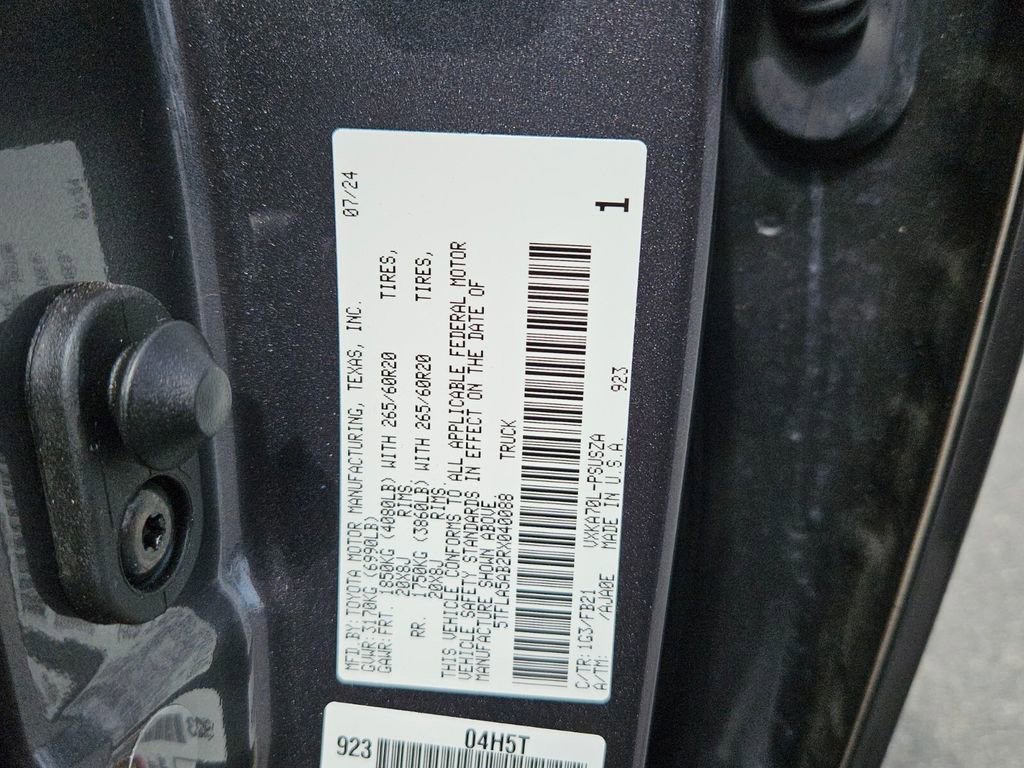 MFD BY:TOYOTA MOTOR MANUFACTURING, TEXAS, INC. 07/24
GVWR:3170KG (6990LB)
GAWR:FRT. 1850KG (4080LB) WITH 265/60R20 TIRES,
20X8J RIMS.
RR. 1750KG (3860LB) WITH 265/60R20 TIRES,
20X8J RIMS.
THIS VEHICLE CONFORMS TO ALL APPLICABLE FEDERAL MOTOR
VEHICLE SAFETY STANDARDS IN EFFECT ON THE DATE OF
MANUFACTURE SHOWN ABOVE.
5TFLA5AB2RX040088 TRUCK
1
C/TR:1G3/FB21 VXKA70L-PSUSZA
A/TM: /AJA0E MADE IN U.S.A. 923
923 04H5T